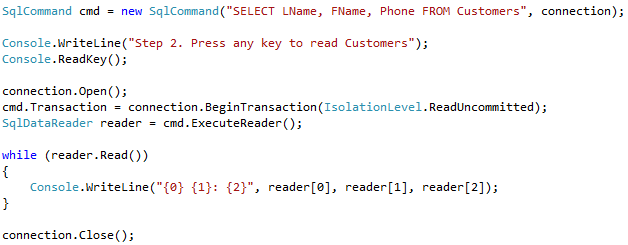 SqlCommand cmd = new SqlCommand("SELECT LName, FName, Phone FROM Customers", connection);
Console.WriteLine("Step 2. Press any key to read Customers");
Console.ReadKey();
connection.Open();
cmd.Transaction = connection.BeginTransaction(IsolationLevel.ReadUncommitted);
SqlDataReader reader = cmd.ExecuteReader();
while (reader.Read())
{
Console.WriteLine("{0} {1}: {2}", reader[0], reader[1], reader[2]);
}
connection.Close();